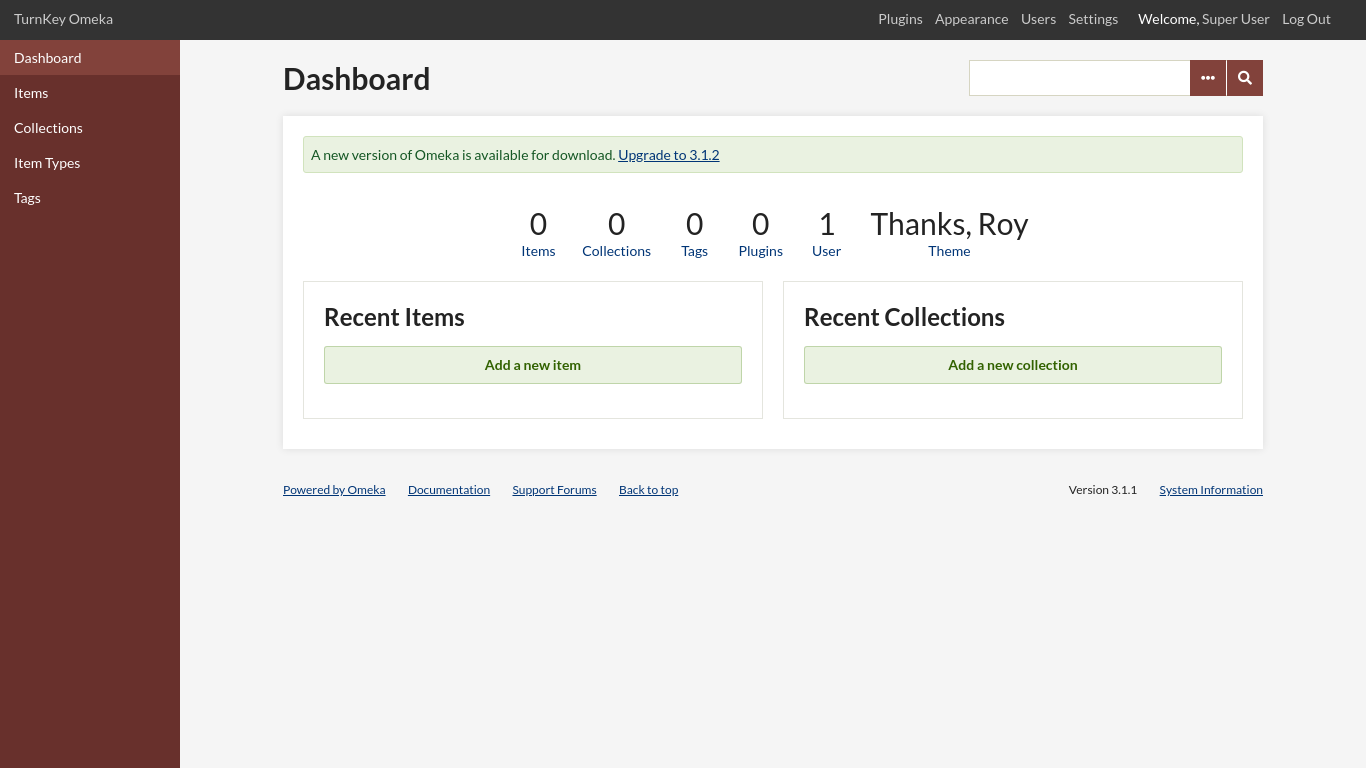 TurnKey Omeka
Plugins Appearance Users Settings Welcome, Super User Log Out
Dashboard
Items
Collections
Item Types
Tags
Dashboard
A new version of Omeka is available for download. Upgrade to 3.1.2
0 0 0 0 1 Thanks, Roy
Items Collections Tags Plugins User Theme
Recent Items
Add a new item
Recent Collections
Add a new collection
Powered by Omeka Documentation Support Forums Back to top Version 3.1.1 System Information